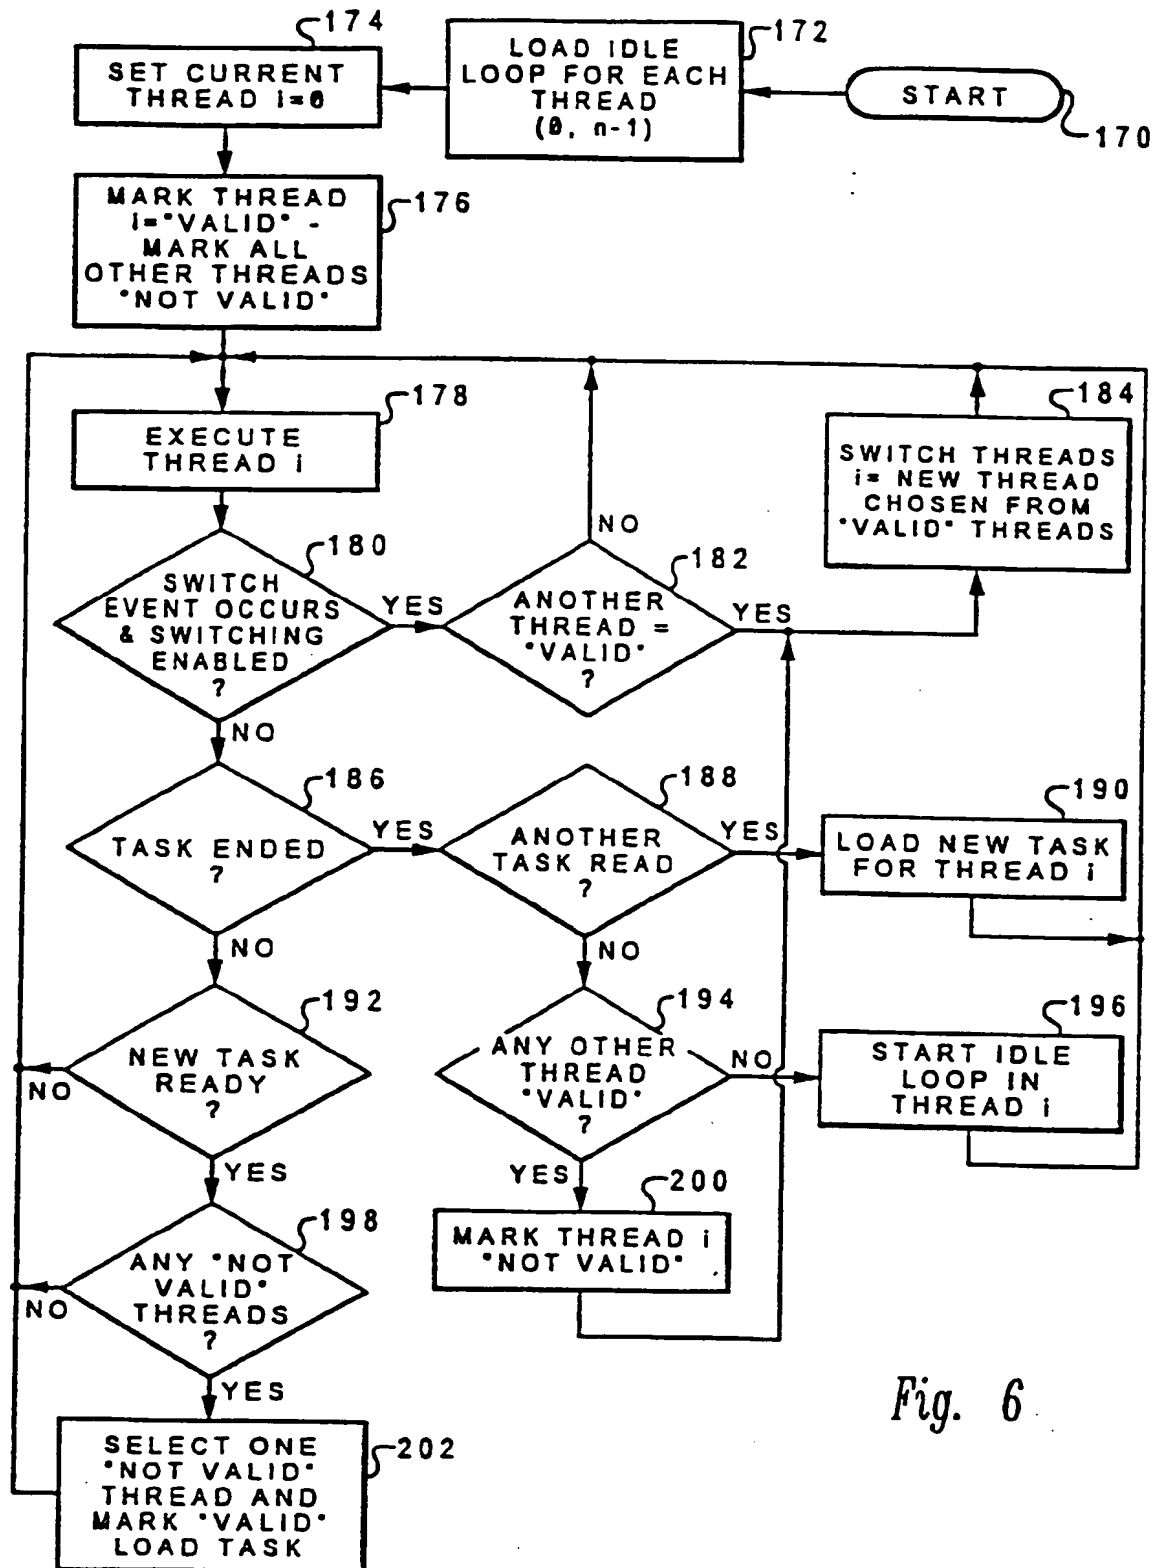 174
SET CURRENT
THREAD i=0
172
LOAD IDLE
LOOP FOR EACH
THREAD
(0, n-1)
START
170
176
MARK THREAD
i="VALID" -
MARK ALL
OTHER THREADS
"NOT VALID"
178
EXECUTE
THREAD i
184
SWITCH THREADS
i= NEW THREAD
CHOSEN FROM
"VALID" THREADS
180
SWITCH
EVENT OCCURS
& SWITCHING
ENABLED
?
YES
NO
182
ANOTHER
THREAD =
"VALID"
?
NO
YES
186
TASK ENDED
?
YES
NO
188
ANOTHER
TASK READ
?
YES
NO
190
LOAD NEW TASK
FOR THREAD i
192
NEW TASK
READY
?
NO
YES
194
ANY OTHER
THREAD
"VALID"
?
NO
YES
196
START IDLE
LOOP IN
THREAD i
198
ANY "NOT
VALID"
THREADS
?
NO
YES
200
MARK THREAD i
"NOT VALID"
202
SELECT ONE
"NOT VALID"
THREAD AND
MARK "VALID"
LOAD TASK
Fig. 6